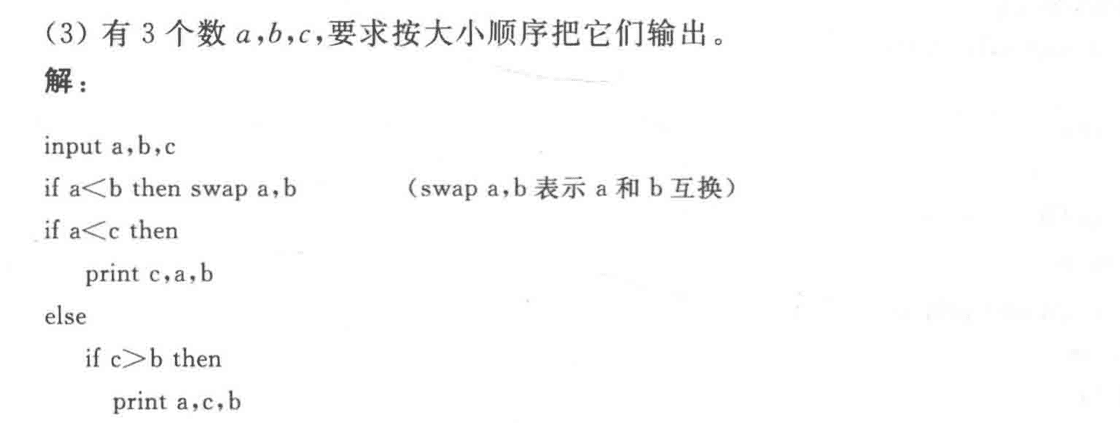 (3) 有 3 个数 a,b,c,要求按大小顺序把它们输出。
解：
input a,b,c
if a<b then swap a,b （swap a,b 表示 a 和 b 互换）
if a<c then
print c,a,b
else
if c>b then
print a,c,b